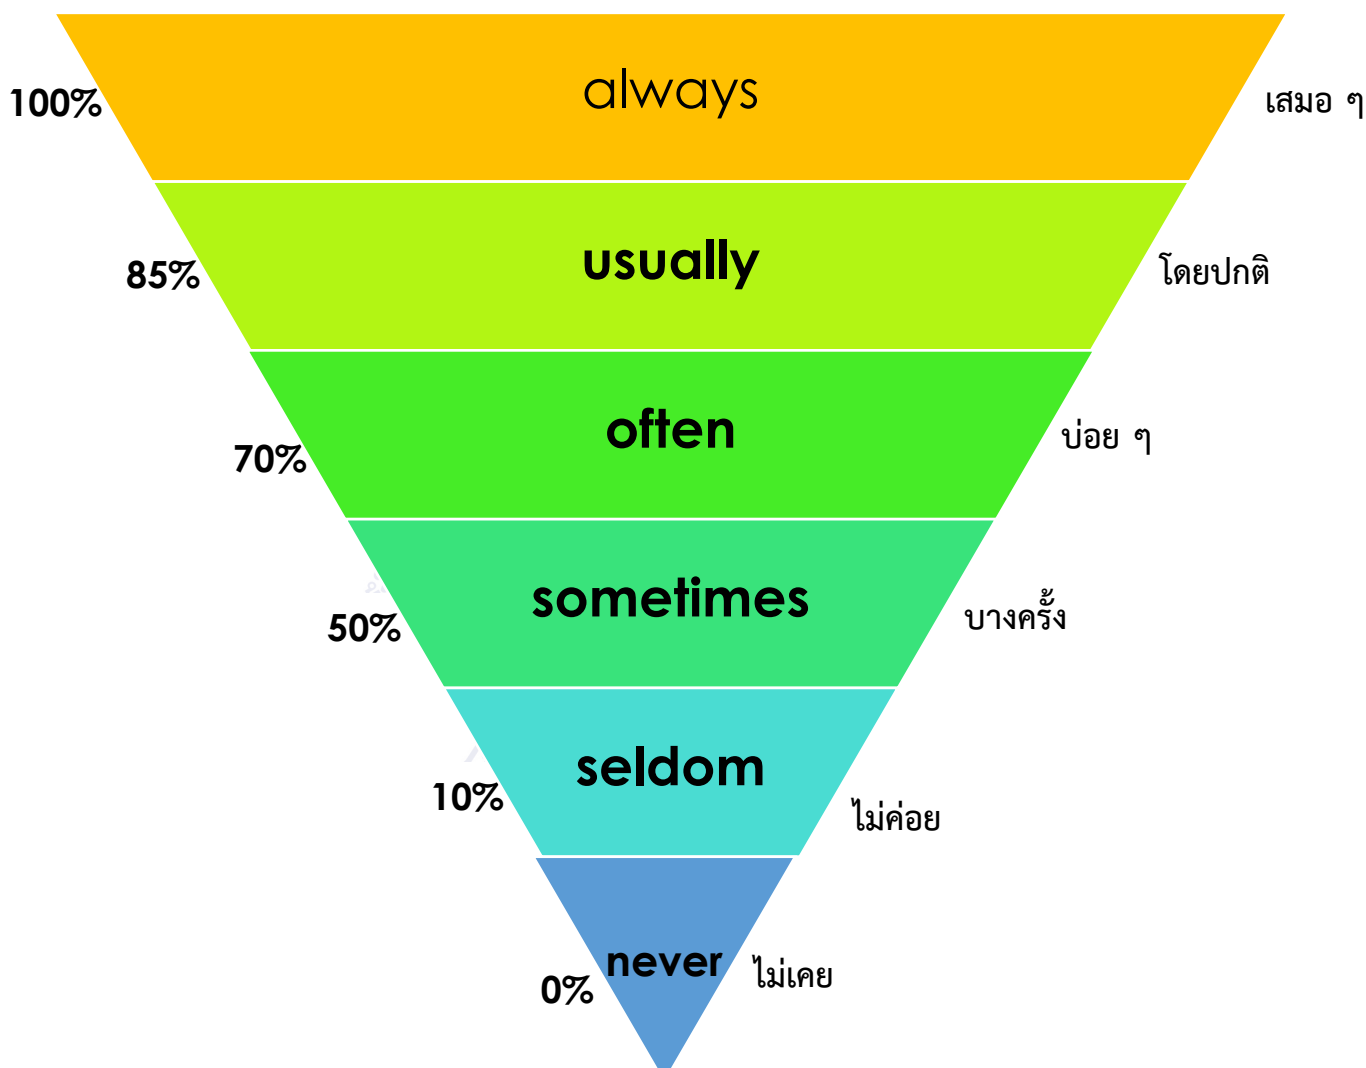 always
100%
เสมอ ๆ
usually
85%
โดยปกติ
often
70%
บ่อย ๆ
sometimes
50%
บางครั้ง
seldom
10%
ไม่ค่อย
never
0%
ไม่เคย